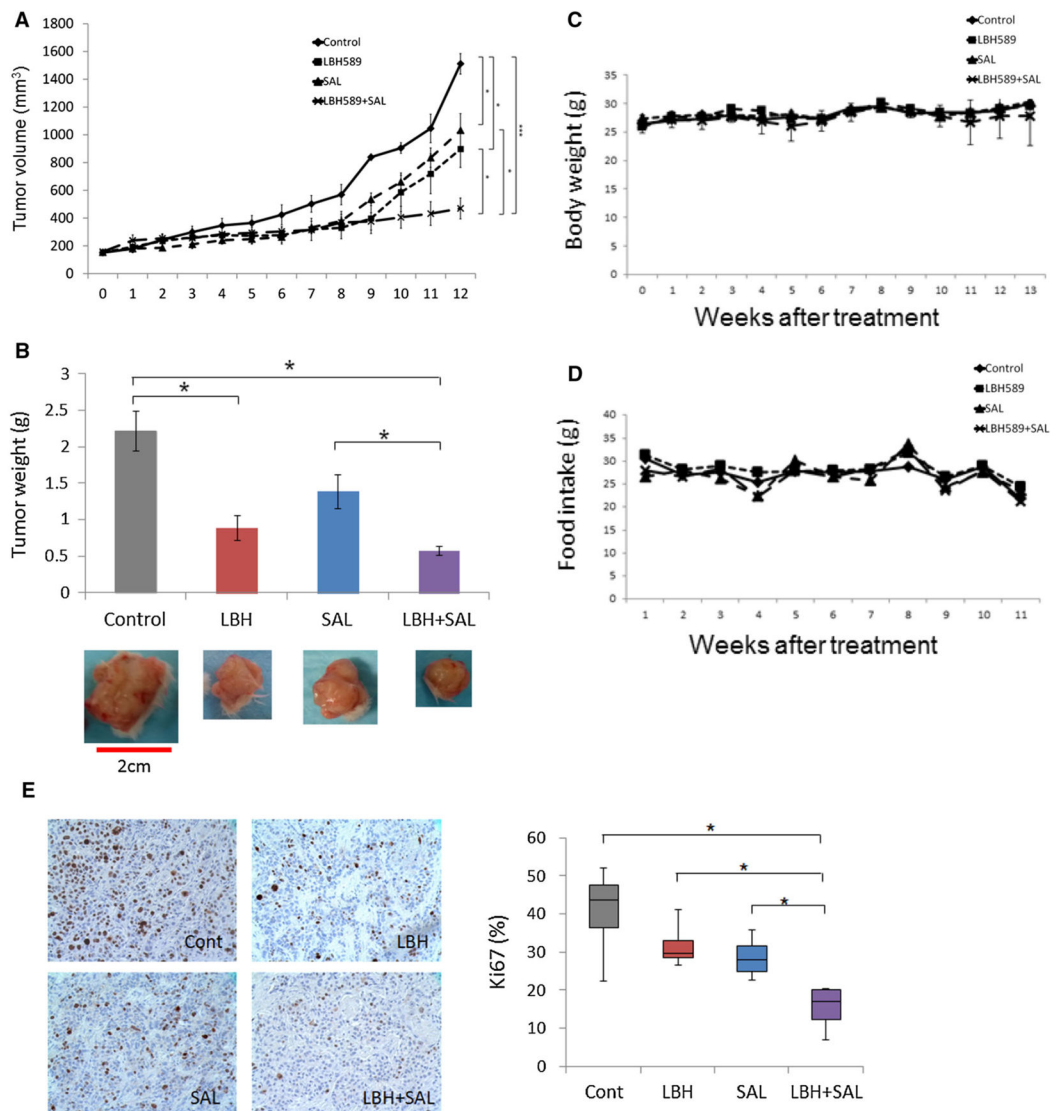 A
Tumor volume (mm³)
1800
1600
1400
1200
1000
800
600
400
200
0
0 1 2 3 4 5 6 7 8 9 10 11 12
Control
LBH589
SAL
LBH589+SAL
*
*
*
*
***
B
Tumor weight (g)
3
2.5
2
1.5
1
0.5
0
*
*
*
Control LBH SAL LBH+SAL
2cm
C
Control
LBH589
SAL
LBH589+SAL
Body weight (g)
35
30
25
20
15
10
5
0
0 1 2 3 4 5 6 7 8 9 10 11 12 13
Weeks after treatment
D
Control
LBH589
SAL
LBH589+SAL
Food intake (g)
40
35
30
25
20
15
10
5
0
1 2 3 4 5 6 7 8 9 10 11
Weeks after treatment
E
Cont
LBH
SAL
LBH+SAL
Ki67 (%)
60
50
40
30
20
10
0
*
*
*
Cont LBH SAL LBH+SAL